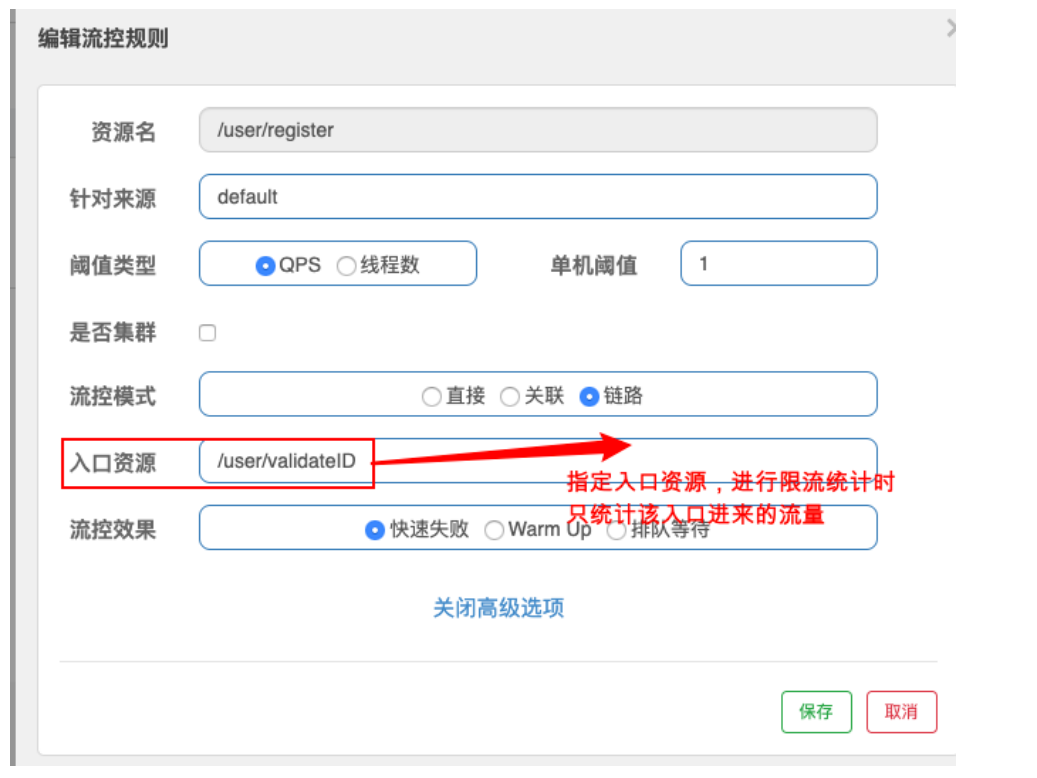 编辑流控规则
资源名 /user/register
针对来源 default
阈值类型 QPS 线程数 单机阈值 1
是否集群
流控模式 直接 关联 链路
入口资源 /user/validateID
指定入口资源，进行限流统计时
只统计该入口进来的流量
流控效果 快速失败 Warm Up 排队等待
关闭高级选项
保存 取消